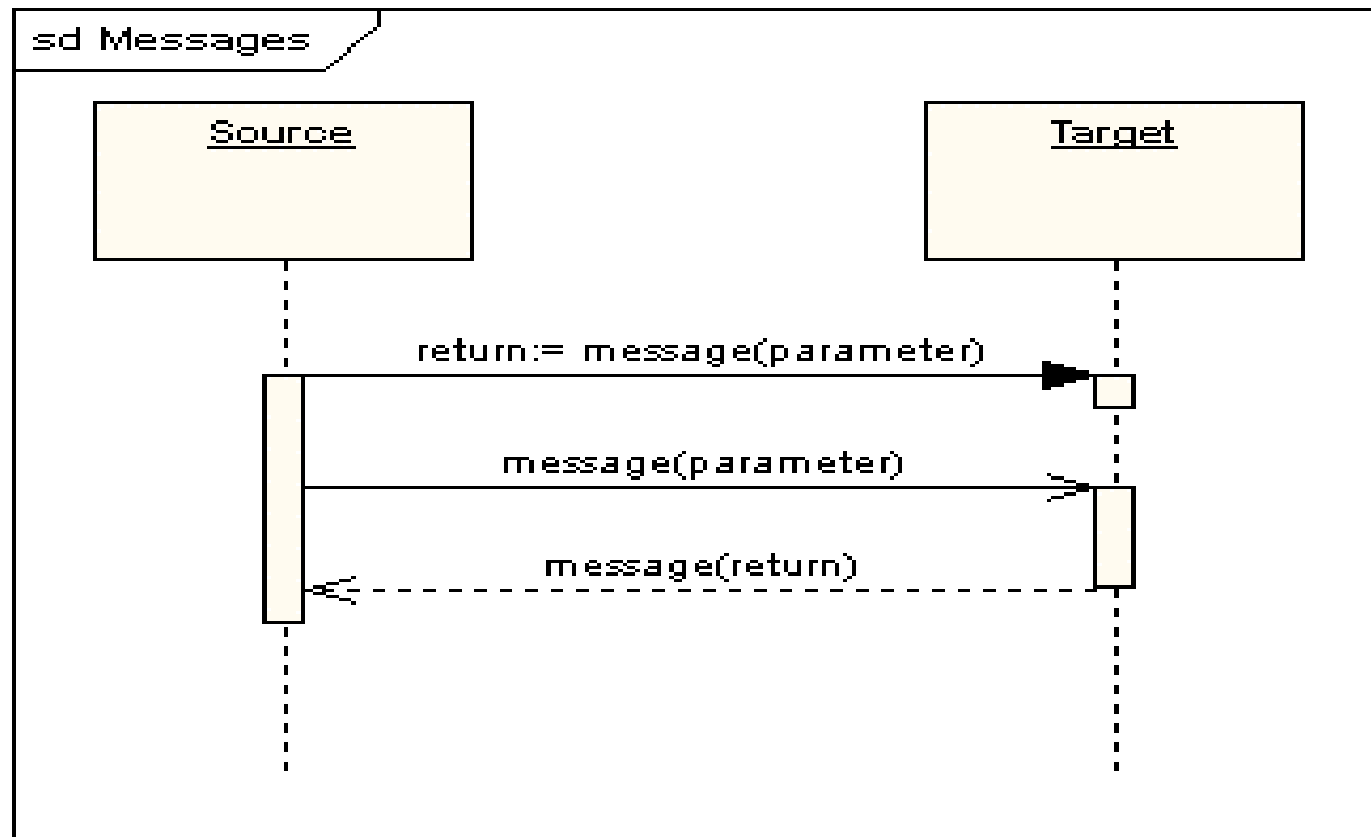 sd Messages
Source
Target
return:= message(parameter)
message(parameter)
message(return)